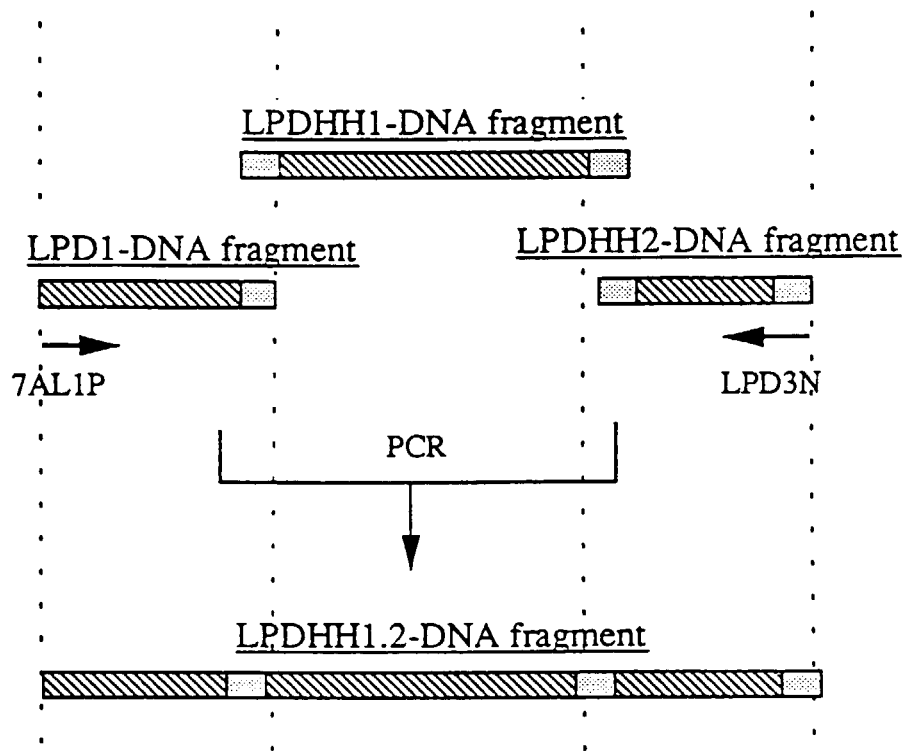 LPDHH1-DNA fragment
LPD1-DNA fragment
LPDHH2-DNA fragment
7AL1P
LPD3N
PCR
LPDHH1.2-DNA fragment